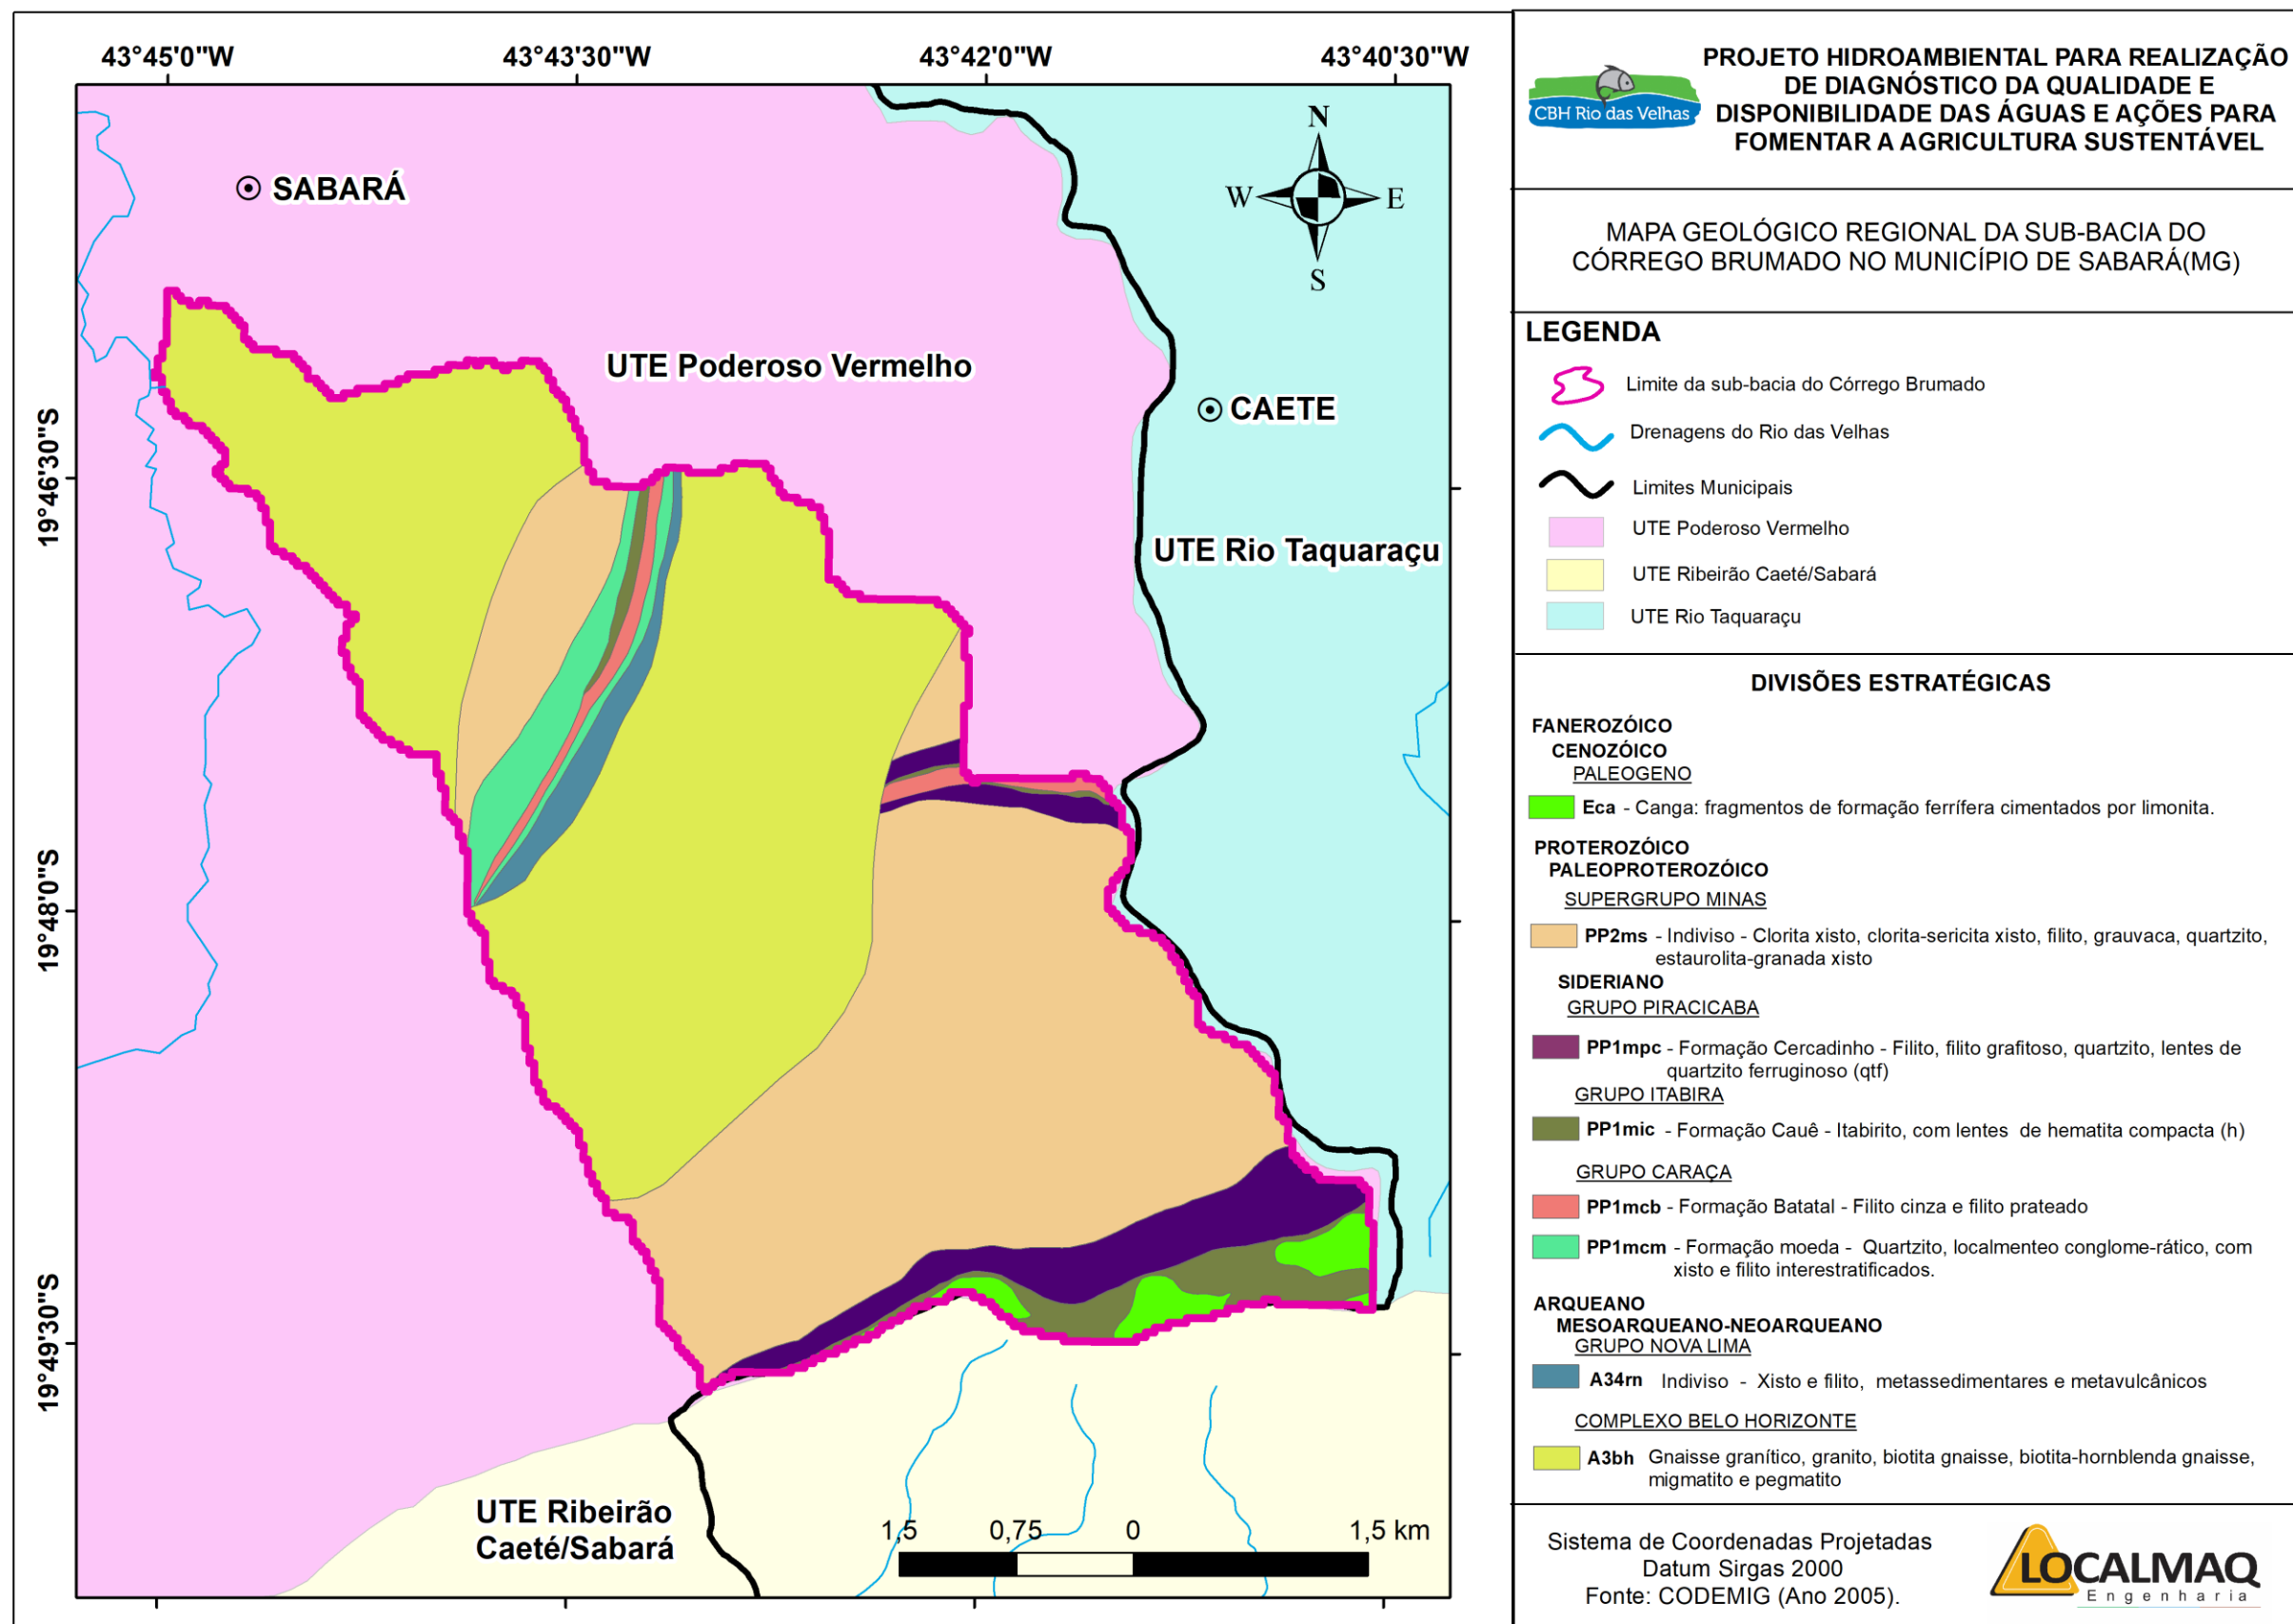 43°45'0"W
43°43'30"W
43°42'0"W
43°40'30"W
19°46'30"S
19°48'0"S
19°49'30"S
SABARÁ
N
W
E
S
UTE Poderoso Vermelho
CAETE
UTE Rio Taquaraçu
UTE Ribeirão
Caeté/Sabará
1,5
0,75
0
1,5 km
CBH Rio das Velhas
PROJETO HIDROAMBIENTAL PARA REALIZAÇÃO
DE DIAGNÓSTICO DA QUALIDADE E
DISPONIBILIDADE DAS ÁGUAS E AÇÕES PARA
FOMENTAR A AGRICULTURA SUSTENTÁVEL
MAPA GEOLÓGICO REGIONAL DA SUB-BACIA DO
CÓRREGO BRUMADO NO MUNICÍPIO DE SABARÁ(MG)
LEGENDA
Limite da sub-bacia do Córrego Brumado
Drenagens do Rio das Velhas
Limites Municipais
UTE Poderoso Vermelho
UTE Ribeirão Caeté/Sabará
UTE Rio Taquaraçu
DIVISÕES ESTRATÉGICAS
FANEROZÓICO
CENOZÓICO
PALEOGENO
Eca - Canga: fragmentos de formação ferrífera cimentados por limonita.
PROTEROZÓICO
PALEOPROTEROZÓICO
SUPERGRUPO MINAS
PP2ms - Indiviso - Clorita xisto, clorita-sericita xisto, filito, grauvaca, quartzito,
estaurolita-granada xisto
SIDERIANO
GRUPO PIRACICABA
PP1mpc - Formação Cercadinho - Filito, filito grafitoso, quartzito, lentes de
quartzito ferruginoso (qtf)
GRUPO ITABIRA
PP1mic - Formação Cauê - Itabirito, com lentes de hematita compacta (h)
GRUPO CARAÇA
PP1mcb - Formação Batatal - Filito cinza e filito prateado
PP1mcm - Formação moeda - Quartzito, localmenteo conglome-rático, com
xisto e filito interestratificados.
ARQUEANO
MESOARQUEANO-NEOARQUEANO
GRUPO NOVA LIMA
A34rn Indiviso - Xisto e filito, metassedimentares e metavulcânicos
COMPLEXO BELO HORIZONTE
A3bh Gnaisse granítico, granito, biotita gnaisse, biotita-hornblenda gnaisse,
migmatito e pegmatito
Sistema de Coordenadas Projetadas
Datum Sirgas 2000
Fonte: CODEMIG (Ano 2005).
LOCALMAQ
Engenharia